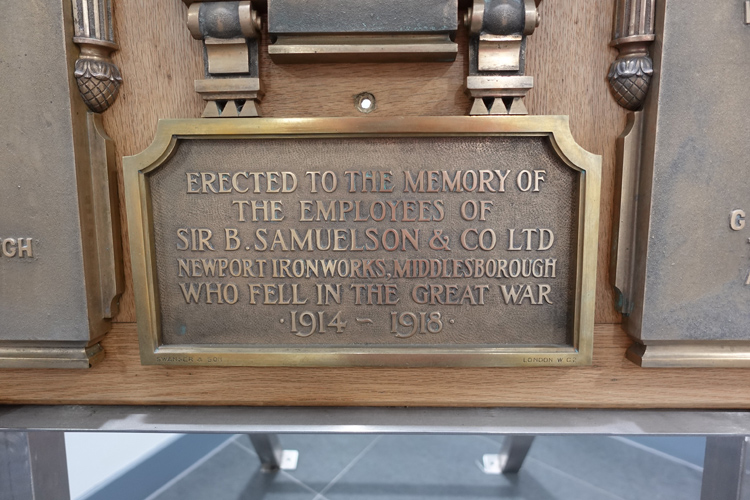 ERECTED TO THE MEMORY OF
THE EMPLOYEES OF
SIR B. SAMUELSON & CO LTD
NEWPORT IRONWORKS, MIDDLESBOROUGH
WHO FELL IN THE GREAT WAR
· 1914 – 1918 ·
& SON
LONDON W